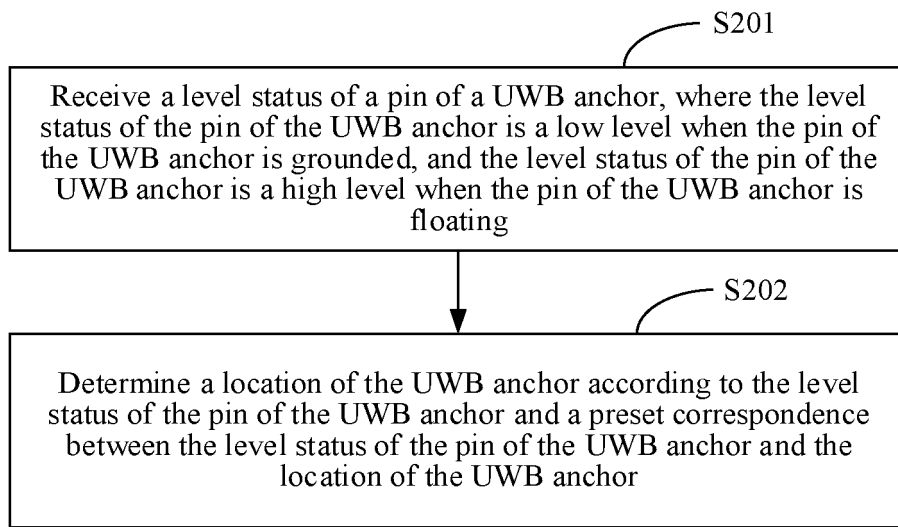 S201
Receive a level status of a pin of a UWB anchor, where the level
status of the pin of the UWB anchor is a low level when the pin of
the UWB anchor is grounded, and the level status of the pin of the
UWB anchor is a high level when the pin of the UWB anchor is
floating
S202
Determine a location of the UWB anchor according to the level
status of the pin of the UWB anchor and a preset correspondence
between the level status of the pin of the UWB anchor and the
location of the UWB anchor